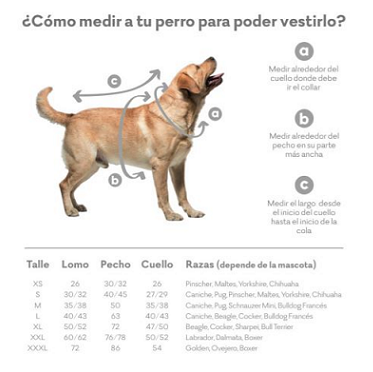 ¿Cómo medir a tu perro para poder vestirlo?
a
Medir alrededor del
cuello donde debe
ir el collar
b
Medir alrededor del
pecho en su parte
más ancha
c
Medir el largo desde
el inicio del cuello
hasta el inicio de la
cola
c
a
b
Talle Lomo Pecho Cuello Razas (depende de la mascota)
XS 26 30/32 26 Pinscher, Maltes, Yorkshire, Chihuaha
S 30/32 40/45 27/29 Caniche, Pug, Pinscher, Maltes, Yorkshire, Chihuaha
M 35/38 50 35/38 Caniche, Pug, Schnauzer Mini, Bulldog Francés
L 40/43 63 40/43 Caniche, Beagle, Cocker, Bulldog Francés
XL 50/52 72 47/50 Beagle, Cocker, Sharper, Bull Terrier
XXL 60/62 76/78 50/52 Labrador, Dalmata, Boxer
XXXL 72 86 54 Golden, Ovejero, Boxer